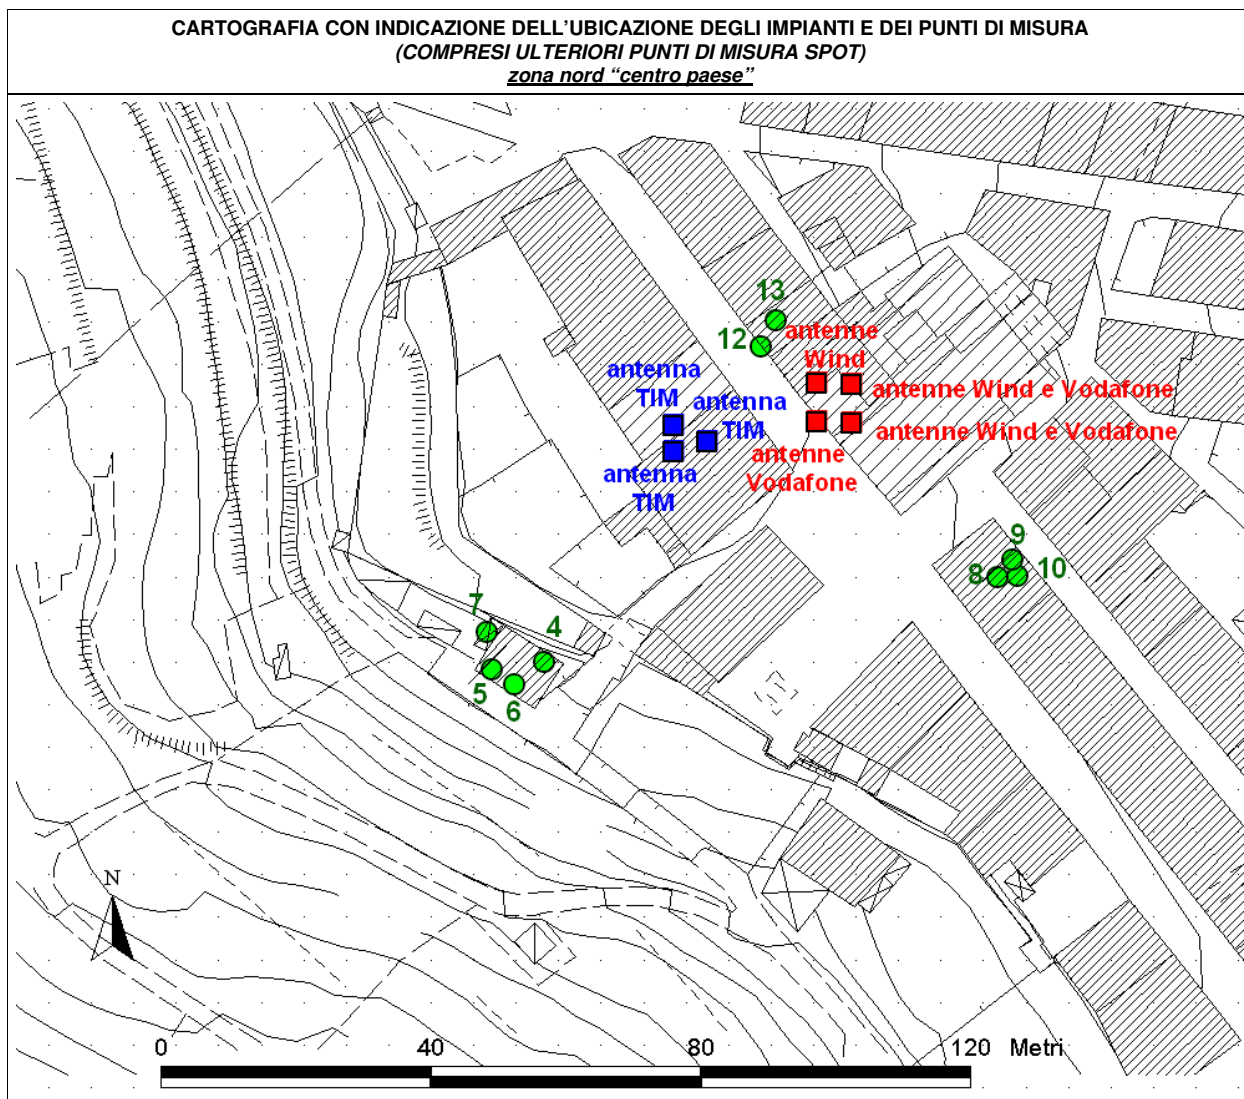 CARTOGRAFIA CON INDICAZIONE DELL'UBICAZIONE DEGLI IMPIANTI E DEI PUNTI DI MISURA
(COMPRESI ULTERIORI PUNTI DI MISURA SPOT)
zona nord "centro paese"
13
12
antenne
Wind
antenna
TIM
antenna
TIM
antenna
TIM
antenne Wind e Vodafone
antenne Wind e Vodafone
antenne
Vodafone
9
8
10
7
4
5
6
N
0
40
80
120 Metri